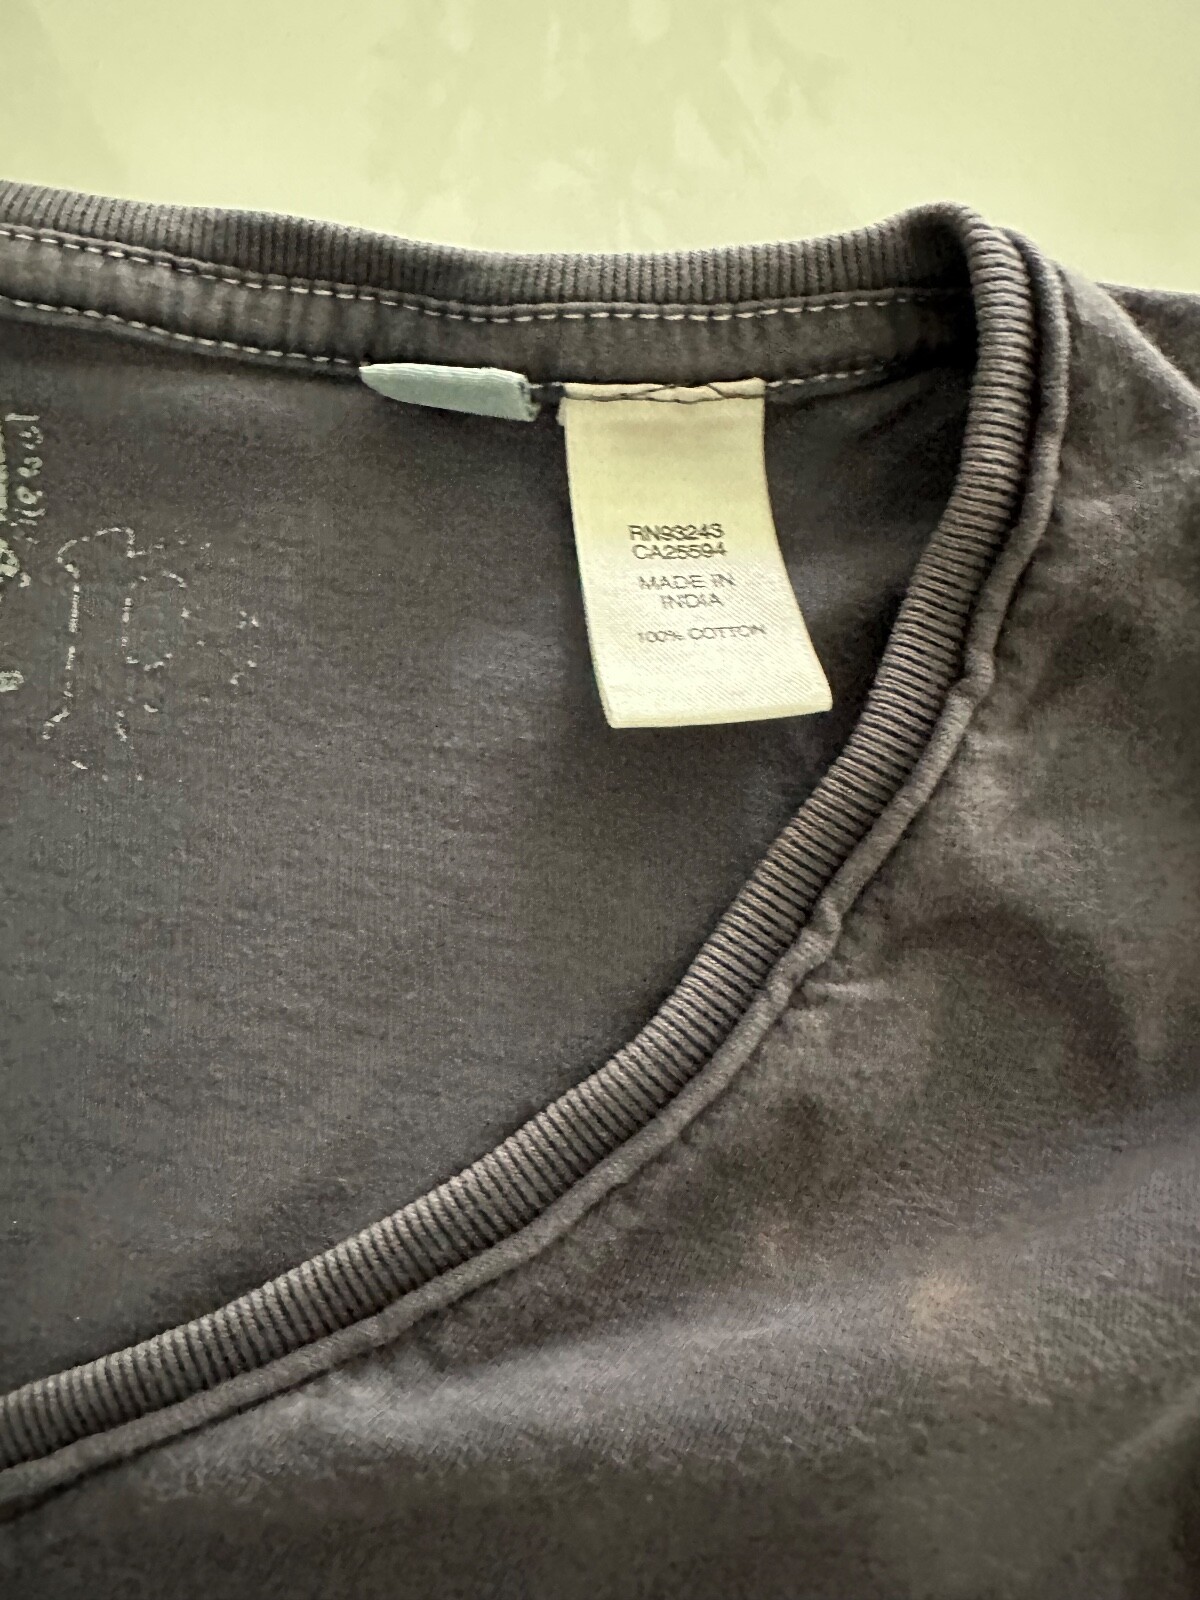 RN93243
CA25594
MADE IN
INDIA
100% COTTON